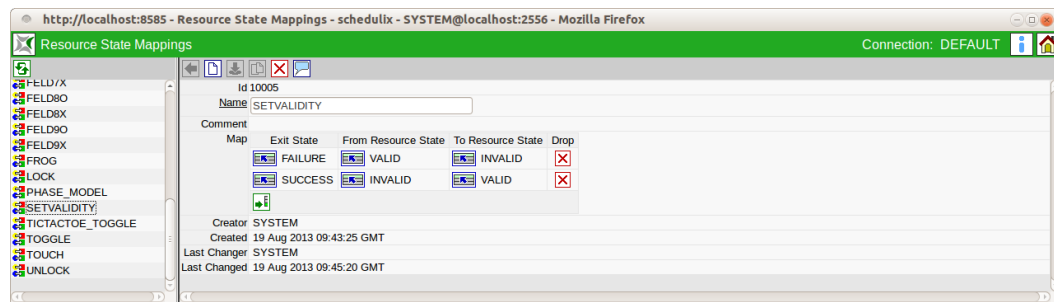 http://localhost:8585 - Resource State Mappings - schedulix - SYSTEM@localhost:2556 - Mozilla Firefox
Resource State Mappings
Connection: DEFAULT
FELD7X
FELD8O
FELD8X
FELD9O
FELD9X
FROG
LOCK
PHASE_MODEL
SETVALIDITY
TICTACTOE_TOGGLE
TOGGLE
TOUCH
UNLOCK
Id 10005
Name SETVALIDITY
Comment
Map Exit State From Resource State To Resource State Drop
FAILURE VALID INVALID
SUCCESS INVALID VALID
Creator SYSTEM
Created 19 Aug 2013 09:43:25 GMT
Last Changer SYSTEM
Last Changed 19 Aug 2013 09:45:20 GMT